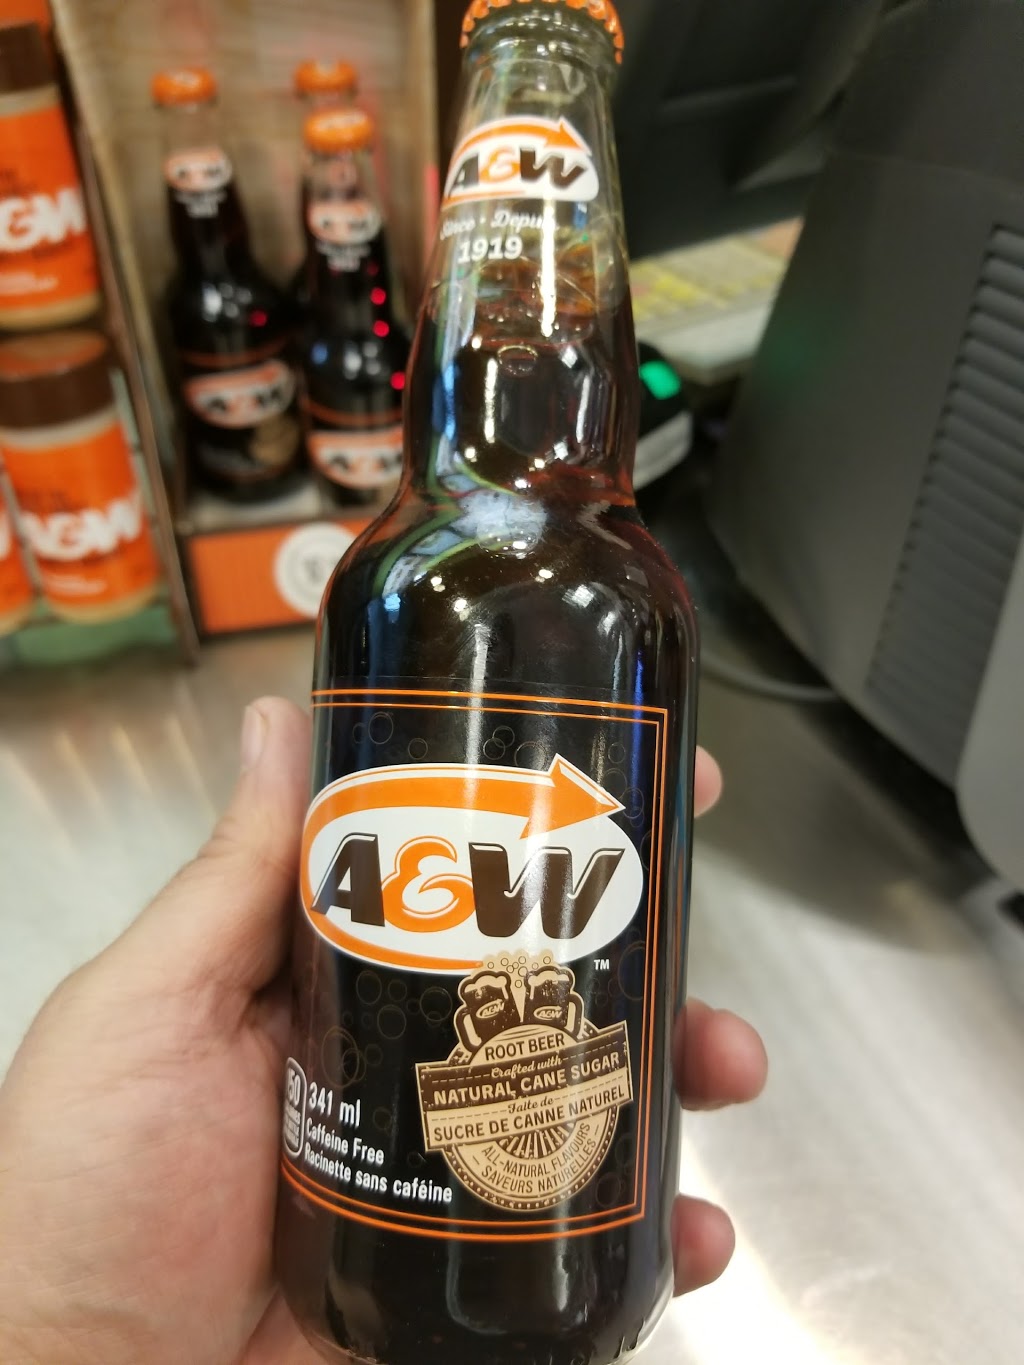 A&W
Since • Depuis
1919
A&W
TM
A&W
A&W
ROOT BEER
Crafted with
NATURAL CANE SUGAR
Faite de
SUCRE DE CANNE NATUREL
ALL-NATURAL FLAVOURS
SAVEURS NATURELLES
341 ml
Caffeine Free
Racinette sans caféine
A&W
A&W
A&W
A&W
A&W
A&W